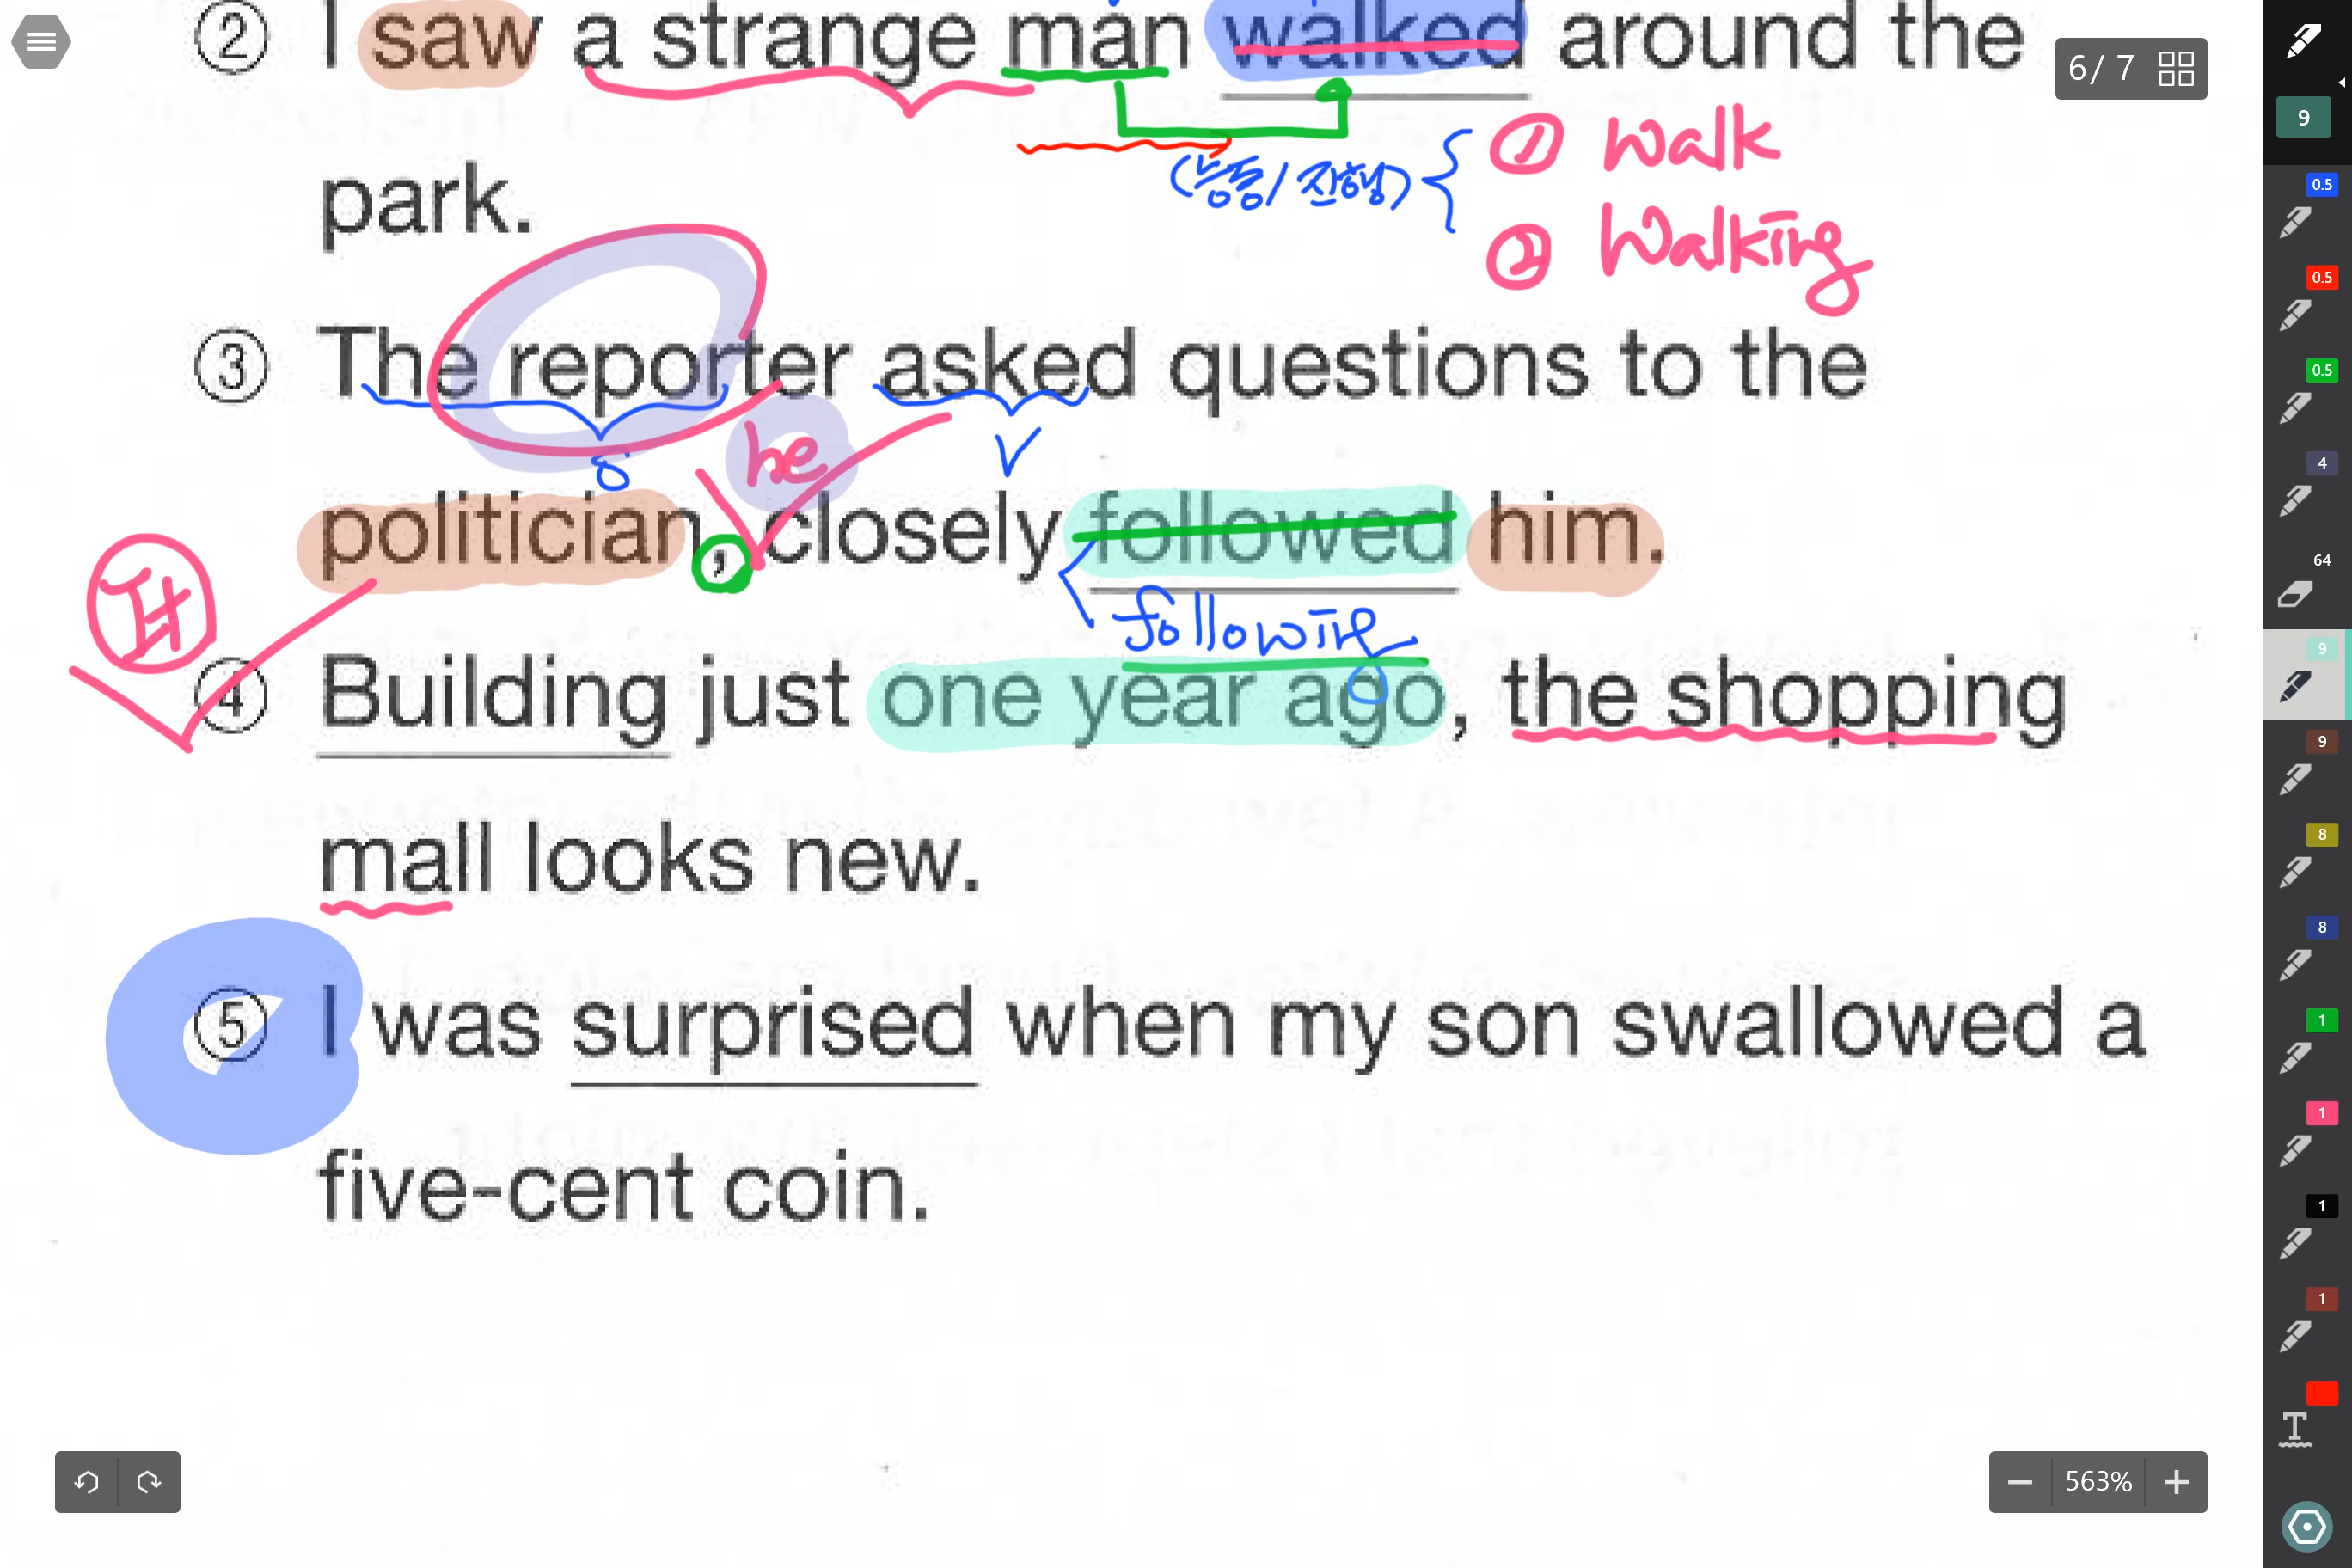 ② I saw a strange man walked around the
6/ 7
park.
(능동/진행)
① walk
② walking
③ The reporter asked questions to the
s v
he
politician, closely followed him.
following
It
④ Building just one year ago, the shopping
mall looks new.
⑤ I was surprised when my son swallowed a
five-cent coin.
9
0.5
0.5
0.5
4
64
9
9
8
8
1
1
1
1
T
563%